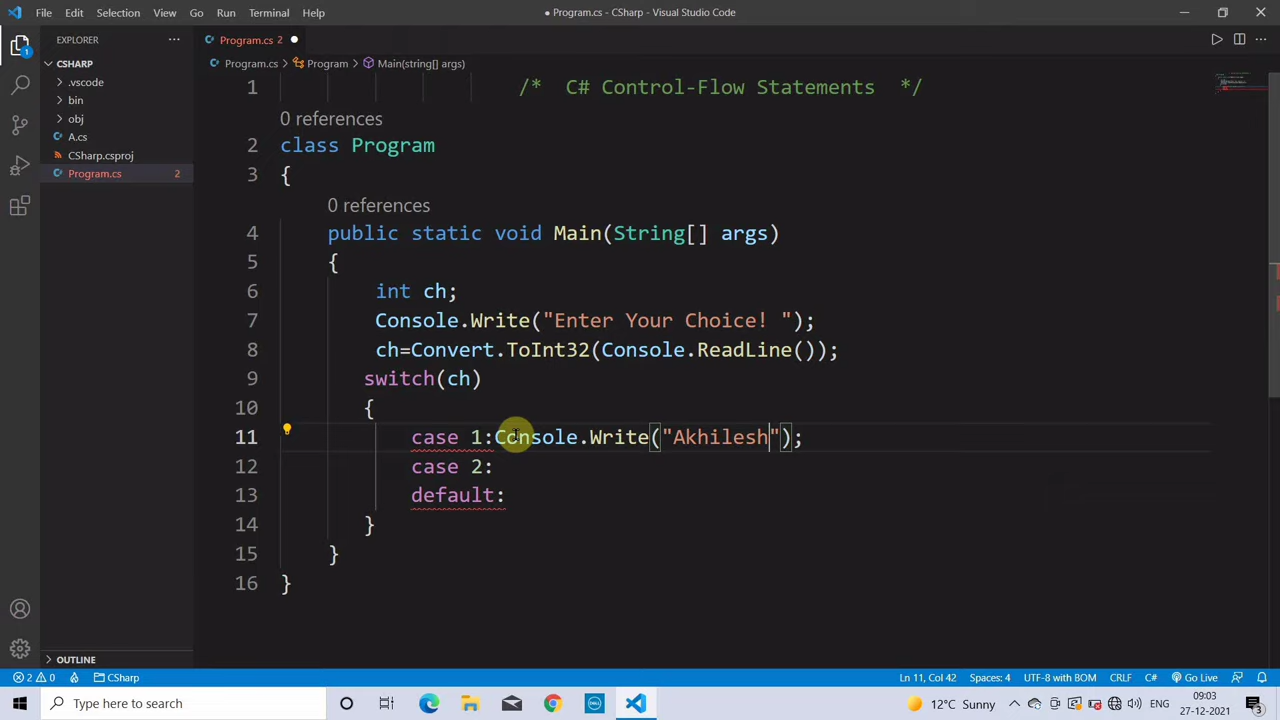 File Edit Selection View Go Run Terminal Help
● Program.cs - CSharp - Visual Studio Code
EXPLORER
Program.cs 2
CSHARP
Program.cs > Program > Main(string[] args)
.vscode
bin
obj
A.cs
CSharp.csproj
Program.cs 2
1 /* C# Control-Flow Statements */
0 references
2 class Program
3 {
0 references
4 public static void Main(String[] args)
5 {
6 int ch;
7 Console.Write("Enter Your Choice! ");
8 ch=Convert.ToInt32(Console.ReadLine());
9 switch(ch)
10 {
11 case 1:Console.Write("Akhilesh");
12 case 2:
13 default:
14 }
15 }
16 }
OUTLINE
2 0 CSharp Ln 11, Col 42 Spaces: 4 UTF-8 with BOM CRLF C# Go Live
Type here to search
12°C Sunny ENG 09:03 27-12-2021 3